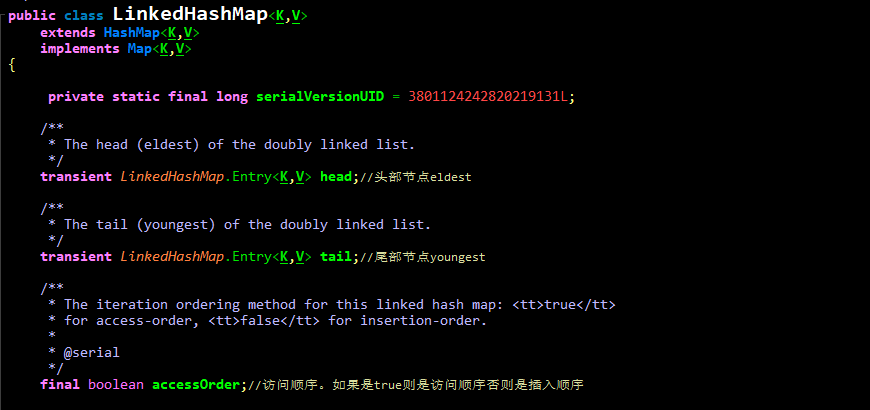 public class LinkedHashMap<K,V>
extends HashMap<K,V>
implements Map<K,V>
{
private static final long serialVersionUID = 3801124242820219131L;
/**
* The head (eldest) of the doubly linked list.
*/
transient LinkedHashMap.Entry<K,V> head;//头部节点eldest
/**
* The tail (youngest) of the doubly linked list.
*/
transient LinkedHashMap.Entry<K,V> tail;//尾部节点youngest
/**
* The iteration ordering method for this linked hash map: <tt>true</tt>
* for access-order, <tt>false</tt> for insertion-order.
*
* @serial
*/
final boolean accessOrder;//访问顺序。如果是true则是访问顺序否则是插入顺序